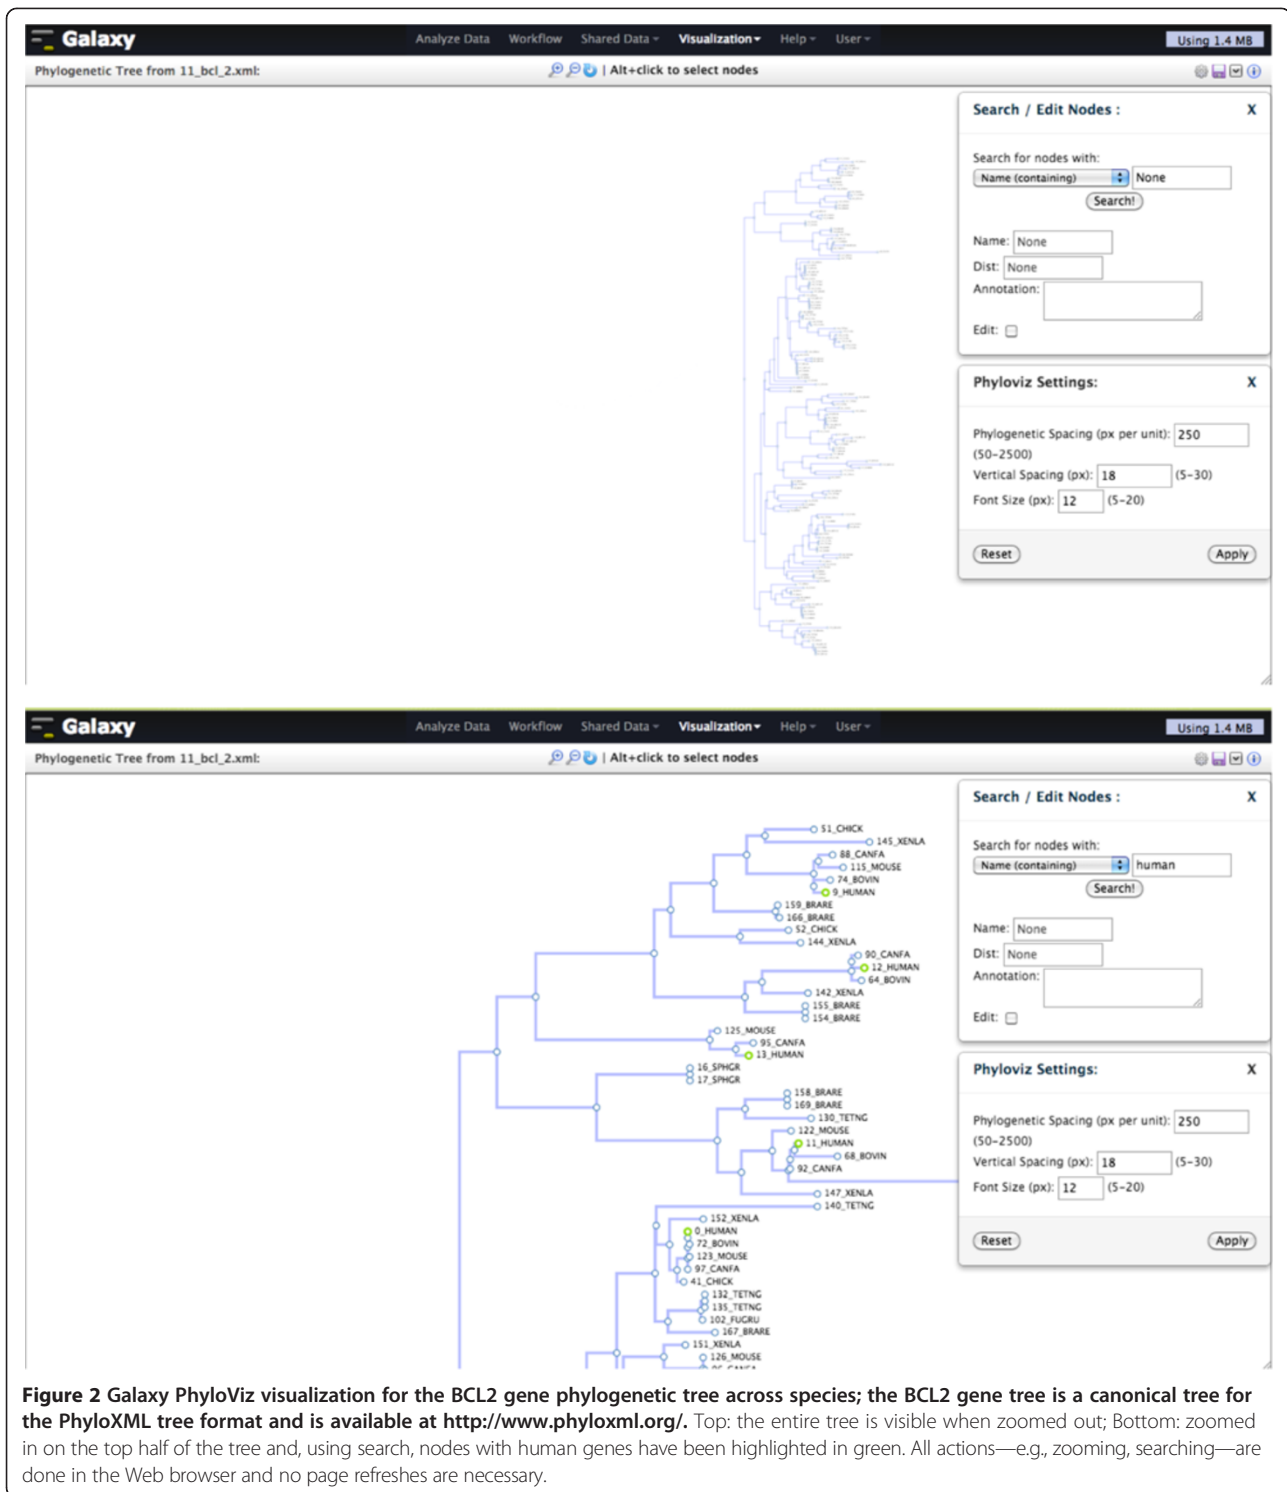 Galaxy
Analyze Data Workflow Shared Data Visualization Help User
Using 1.4 MB
Phylogenetic Tree from 11_bcl_2.xml:
| Alt+click to select nodes
Search / Edit Nodes : X
Search for nodes with:
Name (containing) None
Search!
Name: None
Dist: None
Annotation:
Edit:
Phyloviz Settings: X
Phylogenetic Spacing (px per unit): 250
(50-2500)
Vertical Spacing (px): 18 (5-30)
Font Size (px): 12 (5-20)
Reset Apply
Galaxy
Analyze Data Workflow Shared Data Visualization Help User
Using 1.4 MB
Phylogenetic Tree from 11_bcl_2.xml:
| Alt+click to select nodes
51_CHICK
145_XENLA
88_CANFA
115_MOUSE
74_BOVIN
9_HUMAN
159_BRARE
166_BRARE
52_CHICK
144_XENLA
90_CANFA
12_HUMAN
64_BOVIN
142_XENLA
155_BRARE
154_BRARE
125_MOUSE
95_CANFA
13_HUMAN
16_SPHGR
17_SPHGR
158_BRARE
169_BRARE
130_TETNG
122_MOUSE
11_HUMAN
68_BOVIN
92_CANFA
147_XENLA
140_TETNG
152_XENLA
0_HUMAN
72_BOVIN
123_MOUSE
97_CANFA
41_CHICK
132_TETNG
135_TETNG
102_FUGRU
167_BRARE
151_XENLA
126_MOUSE
Search / Edit Nodes : X
Search for nodes with:
Name (containing) human
Search!
Name: None
Dist: None
Annotation:
Edit:
Phyloviz Settings: X
Phylogenetic Spacing (px per unit): 250
(50-2500)
Vertical Spacing (px): 18 (5-30)
Font Size (px): 12 (5-20)
Reset Apply
Figure 2 Galaxy PhyloViz visualization for the BCL2 gene phylogenetic tree across species; the BCL2 gene tree is a canonical tree for
the PhyloXML tree format and is available at http://www.phyloxml.org/. Top: the entire tree is visible when zoomed out; Bottom: zoomed
in on the top half of the tree and, using search, nodes with human genes have been highlighted in green. All actions—e.g., zooming, searching—are
done in the Web browser and no page refreshes are necessary.